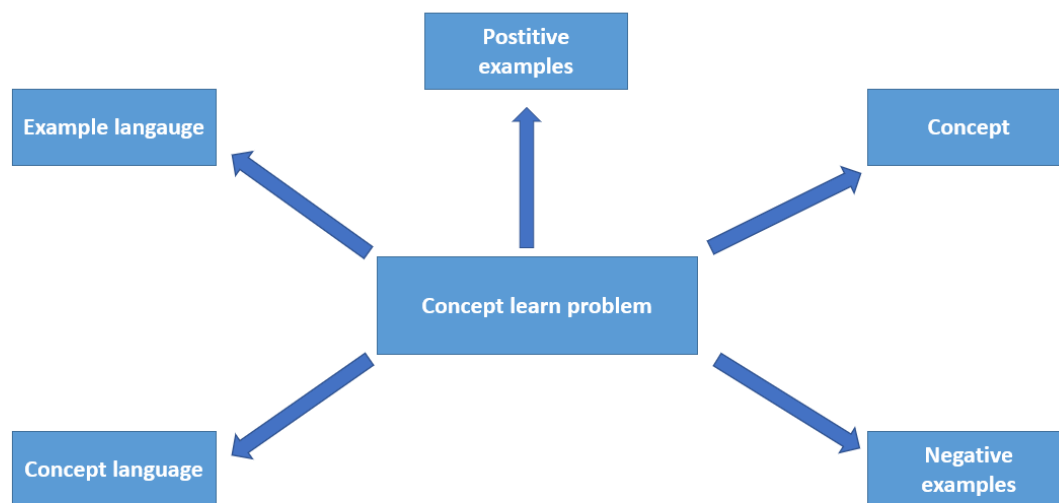 Postitive
examples
Example langauge
Concept
Concept learn problem
Concept language
Negative
examples